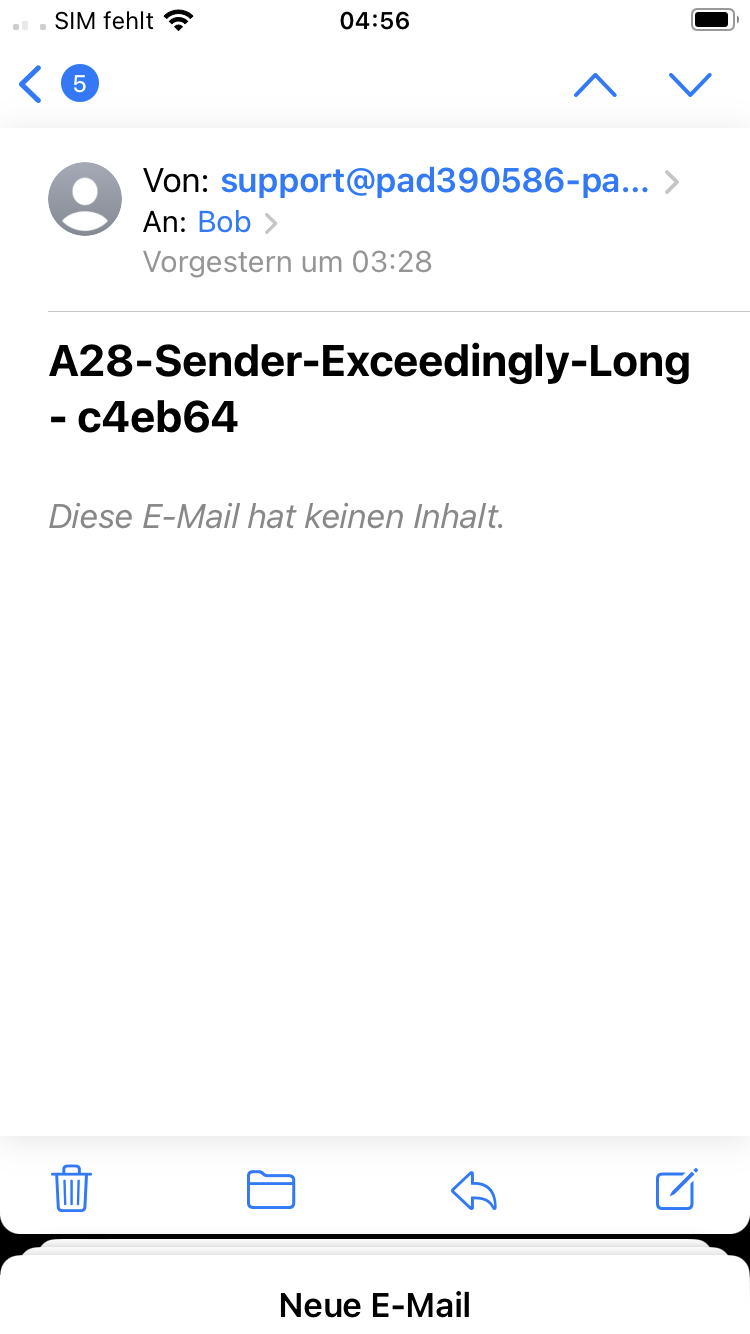 SIM fehlt 04:56
5
Von: support@pad390586-pa...
An: Bob
Vorgestern um 03:28
A28-Sender-Exceedingly-Long
- c4eb64
Diese E-Mail hat keinen Inhalt.
Neue E-Mail